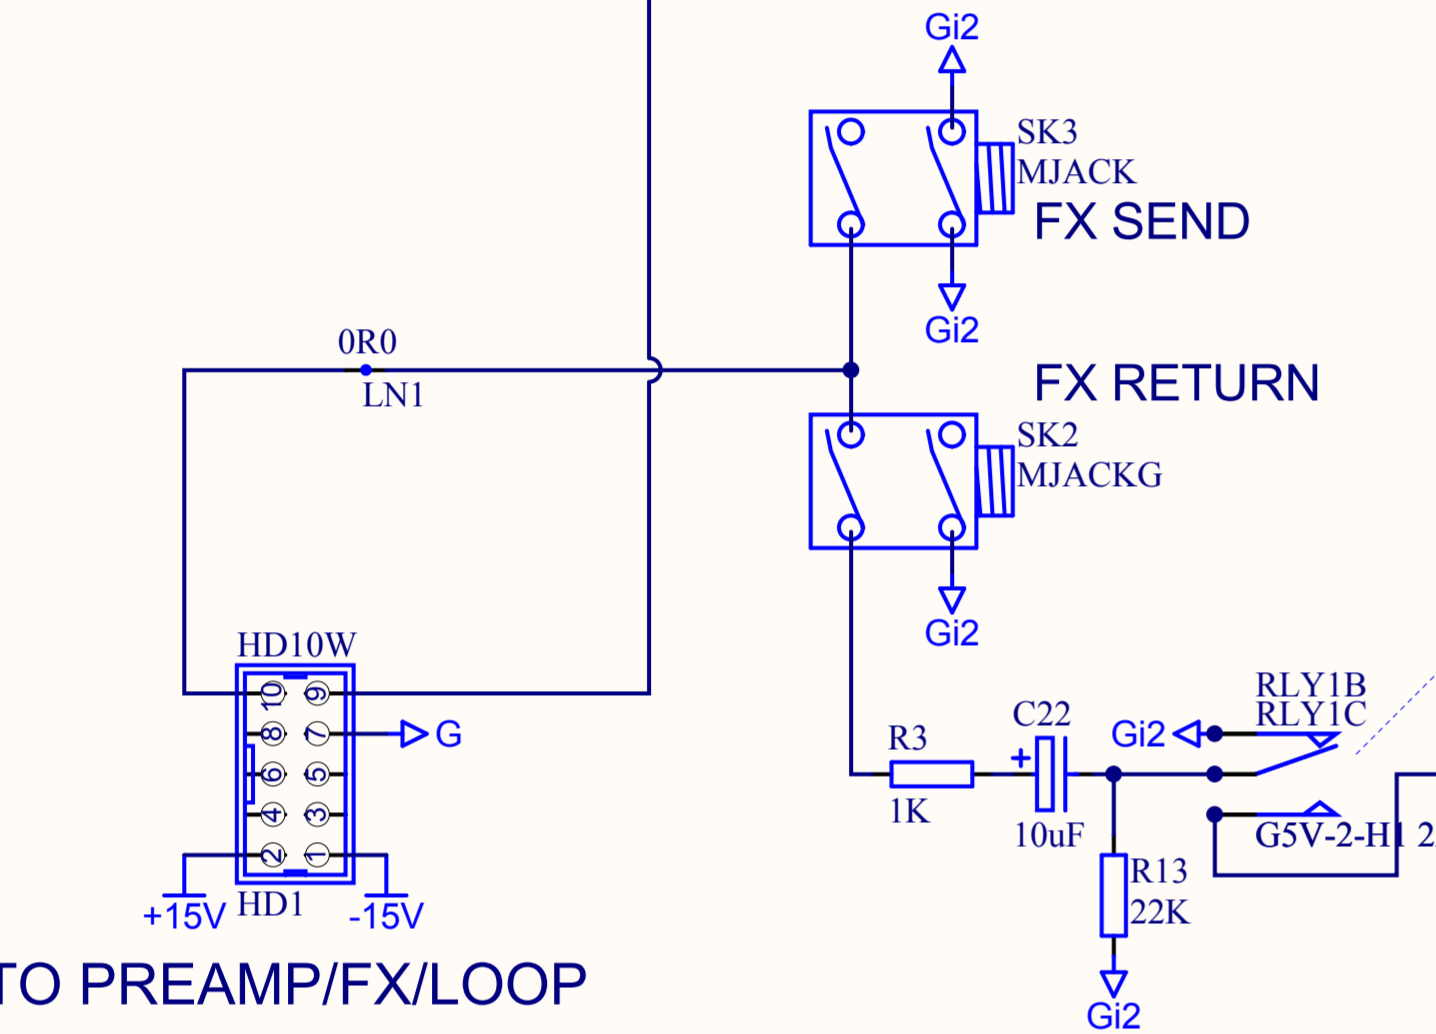 Gi2
SK3
MJACK
FX SEND
Gi2
0R0
LN1
FX RETURN
SK2
MJACKG
Gi2
HD10W
10 9
8 7
G
6 5
4 3
2 1
+15V
HD1
-15V
TO PREAMP/FX/LOOP
R3
1K
C22
+
10uF
Gi2
RLY1B
RLY1C
G5V-2-H1 2
R13
22K
Gi2